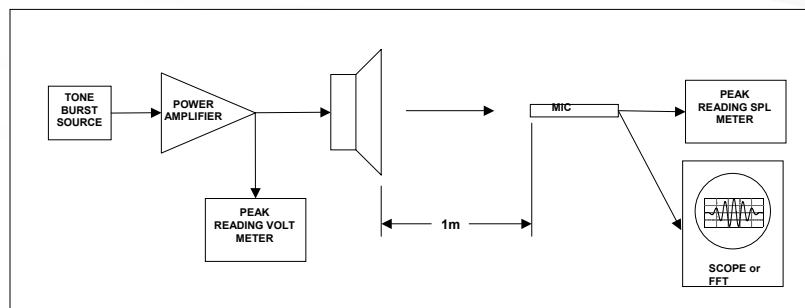 TONE
BURST
SOURCE
POWER
AMPLIFIER
PEAK
READING VOLT
METER
1m
MIC
PEAK
READING SPL
METER
SCOPE or
FFT